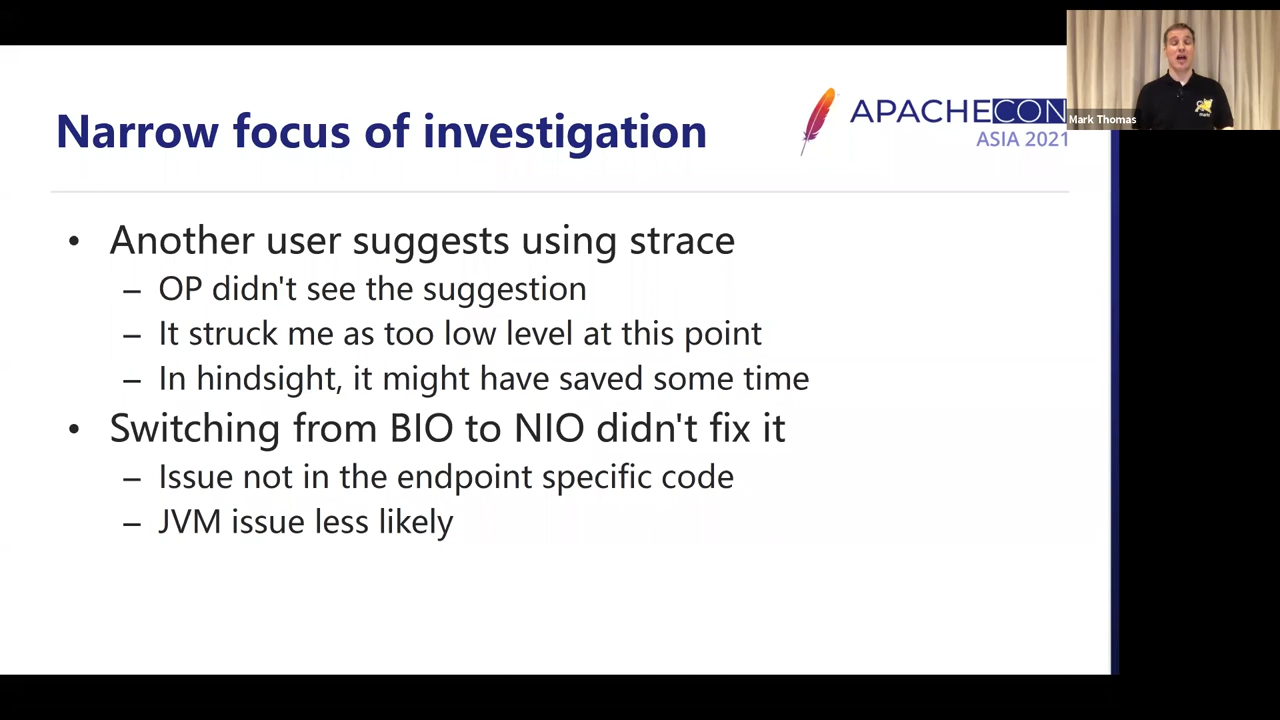 Narrow focus of investigation
APACHECON
ASIA 2021
Mark Thomas
• Another user suggests using strace
– OP didn't see the suggestion
– It struck me as too low level at this point
– In hindsight, it might have saved some time
• Switching from BIO to NIO didn't fix it
– Issue not in the endpoint specific code
– JVM issue less likely